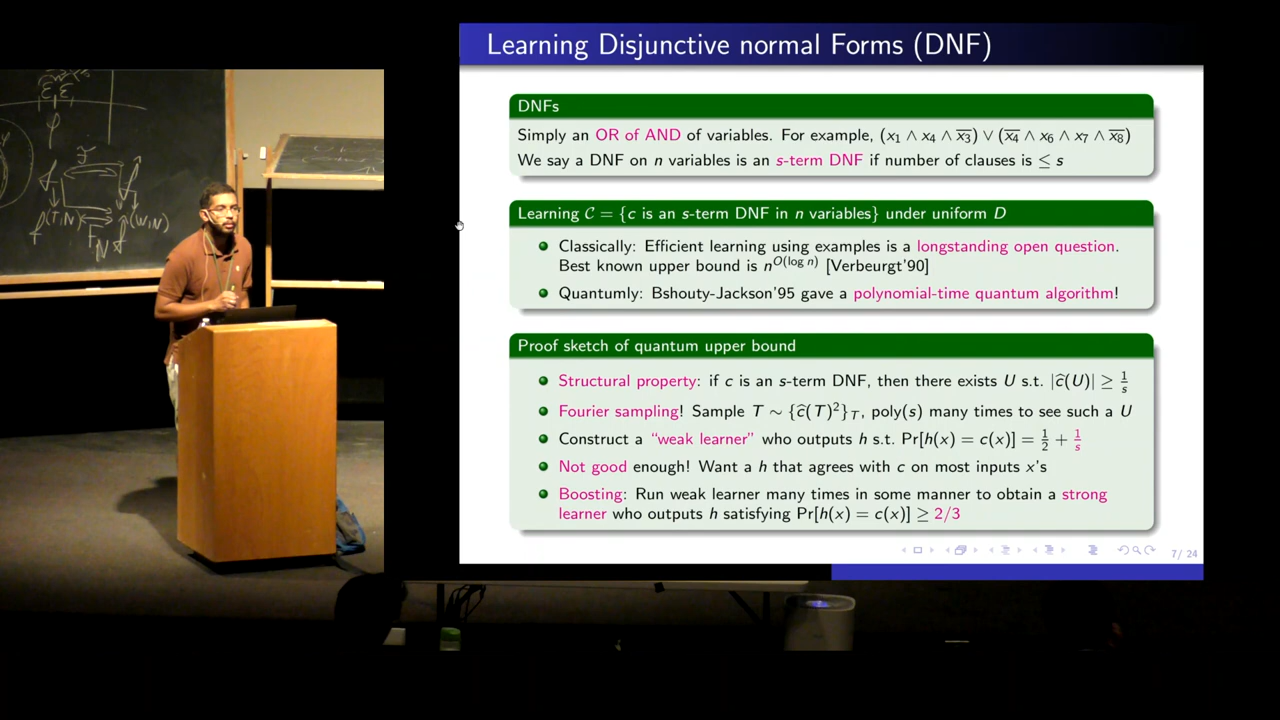 Learning Disjunctive normal Forms (DNF)
DNFs
Simply an OR of AND of variables. For example, (x₁ ∧ x₄ ∧ x̅₃) ∨ (x̅₄ ∧ x₆ ∧ x₇ ∧ x̅₈)
We say a DNF on n variables is an s-term DNF if number of clauses is ≤ s
Learning 𝒞 = {c is an s-term DNF in n variables} under uniform D
Classically: Efficient learning using examples is a longstanding open question.
Best known upper bound is n^{O(log n)} [Verbeurgt'90]
Quantumly: Bshouty-Jackson'95 gave a polynomial-time quantum algorithm!
Proof sketch of quantum upper bound
Structural property: if c is an s-term DNF, then there exists U s.t. |ĉ(U)| ≥ 1/s
Fourier sampling! Sample T ∼ {ĉ(T)²}_T, poly(s) many times to see such a U
Construct a “weak learner” who outputs h s.t. Pr[h(x) = c(x)] = 1/2 + 1/s
Not good enough! Want a h that agrees with c on most inputs x's
Boosting: Run weak learner many times in some manner to obtain a strong
learner who outputs h satisfying Pr[h(x) = c(x)] ≥ 2/3
7/ 24